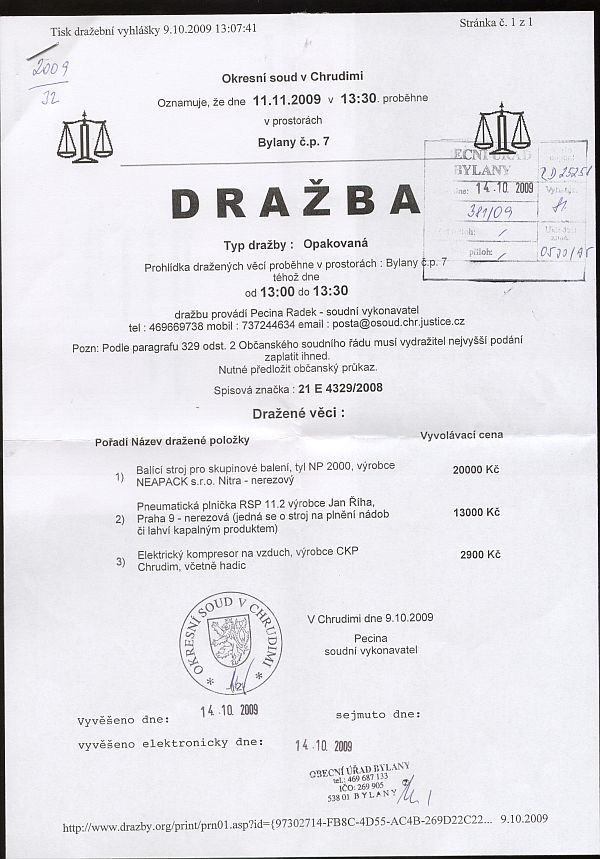 Tisk dražební vyhlášky 9.10.2009 13:07:41
Stránka č. 1 z 1
2009
32
Okresní soud v Chrudimi
Oznamuje, že dne 11.11.2009 v 13:30. proběhne
v prostorách
Bylany č.p. 7
OBECNÍ ÚŘAD
BYLANY
dne: 14.10. 2009
381/09
příloh:
DRAŽBA
Typ dražby : Opakovaná
Prohlídka dražených věcí proběhne v prostorách : Bylany č.p. 7
téhož dne
od 13:00 do 13:30
dražbu provádí Pecina Radek - soudní vykonavatel
tel : 469669738 mobil : 737244634 email : posta@osoud.chr.justice.cz
Pozn: Podle paragrafu 329 odst. 2 Občanského soudního řádu musí vydražitel nejvyšší podání
zaplatit ihned.
Nutné předložit občanský průkaz.
Spisová značka : 21 E 4329/2008
Dražené věci :
Pořadí Název dražené položky Vyvolávací cena
1) Balící stroj pro skupinové balení, tyl NP 2000, výrobce
NEAPACK s.r.o. Nitra - nerezový 20000 Kč
2) Pneumatická plnička RSP 11.2 výrobce Jan Říha,
Praha 9 - nerezová (jedná se o stroj na plnění nádob
či lahví kapalným produktem) 13000 Kč
3) Elektrický kompresor na vzduch, výrobce CKP
Chrudim, včetně hadic 2900 Kč
OKRESNÍ SOUD V CHRUDIMI
V Chrudimi dne 9.10.2009
Pecina
soudní vykonavatel
Vyvěšeno dne: 14.10. 2009 sejmuto dne:
vyvěšeno elektronicky dne: 14.10. 2009
OBECNÍ ÚŘAD BYLANY
tel.: 469 687 133
IČO: 269 905
538 01 BYLANY
http://www.drazby.org/print/prn01.asp?id={97302714-FB8C-4D55-AC4B-269D22C22... 9.10.2009